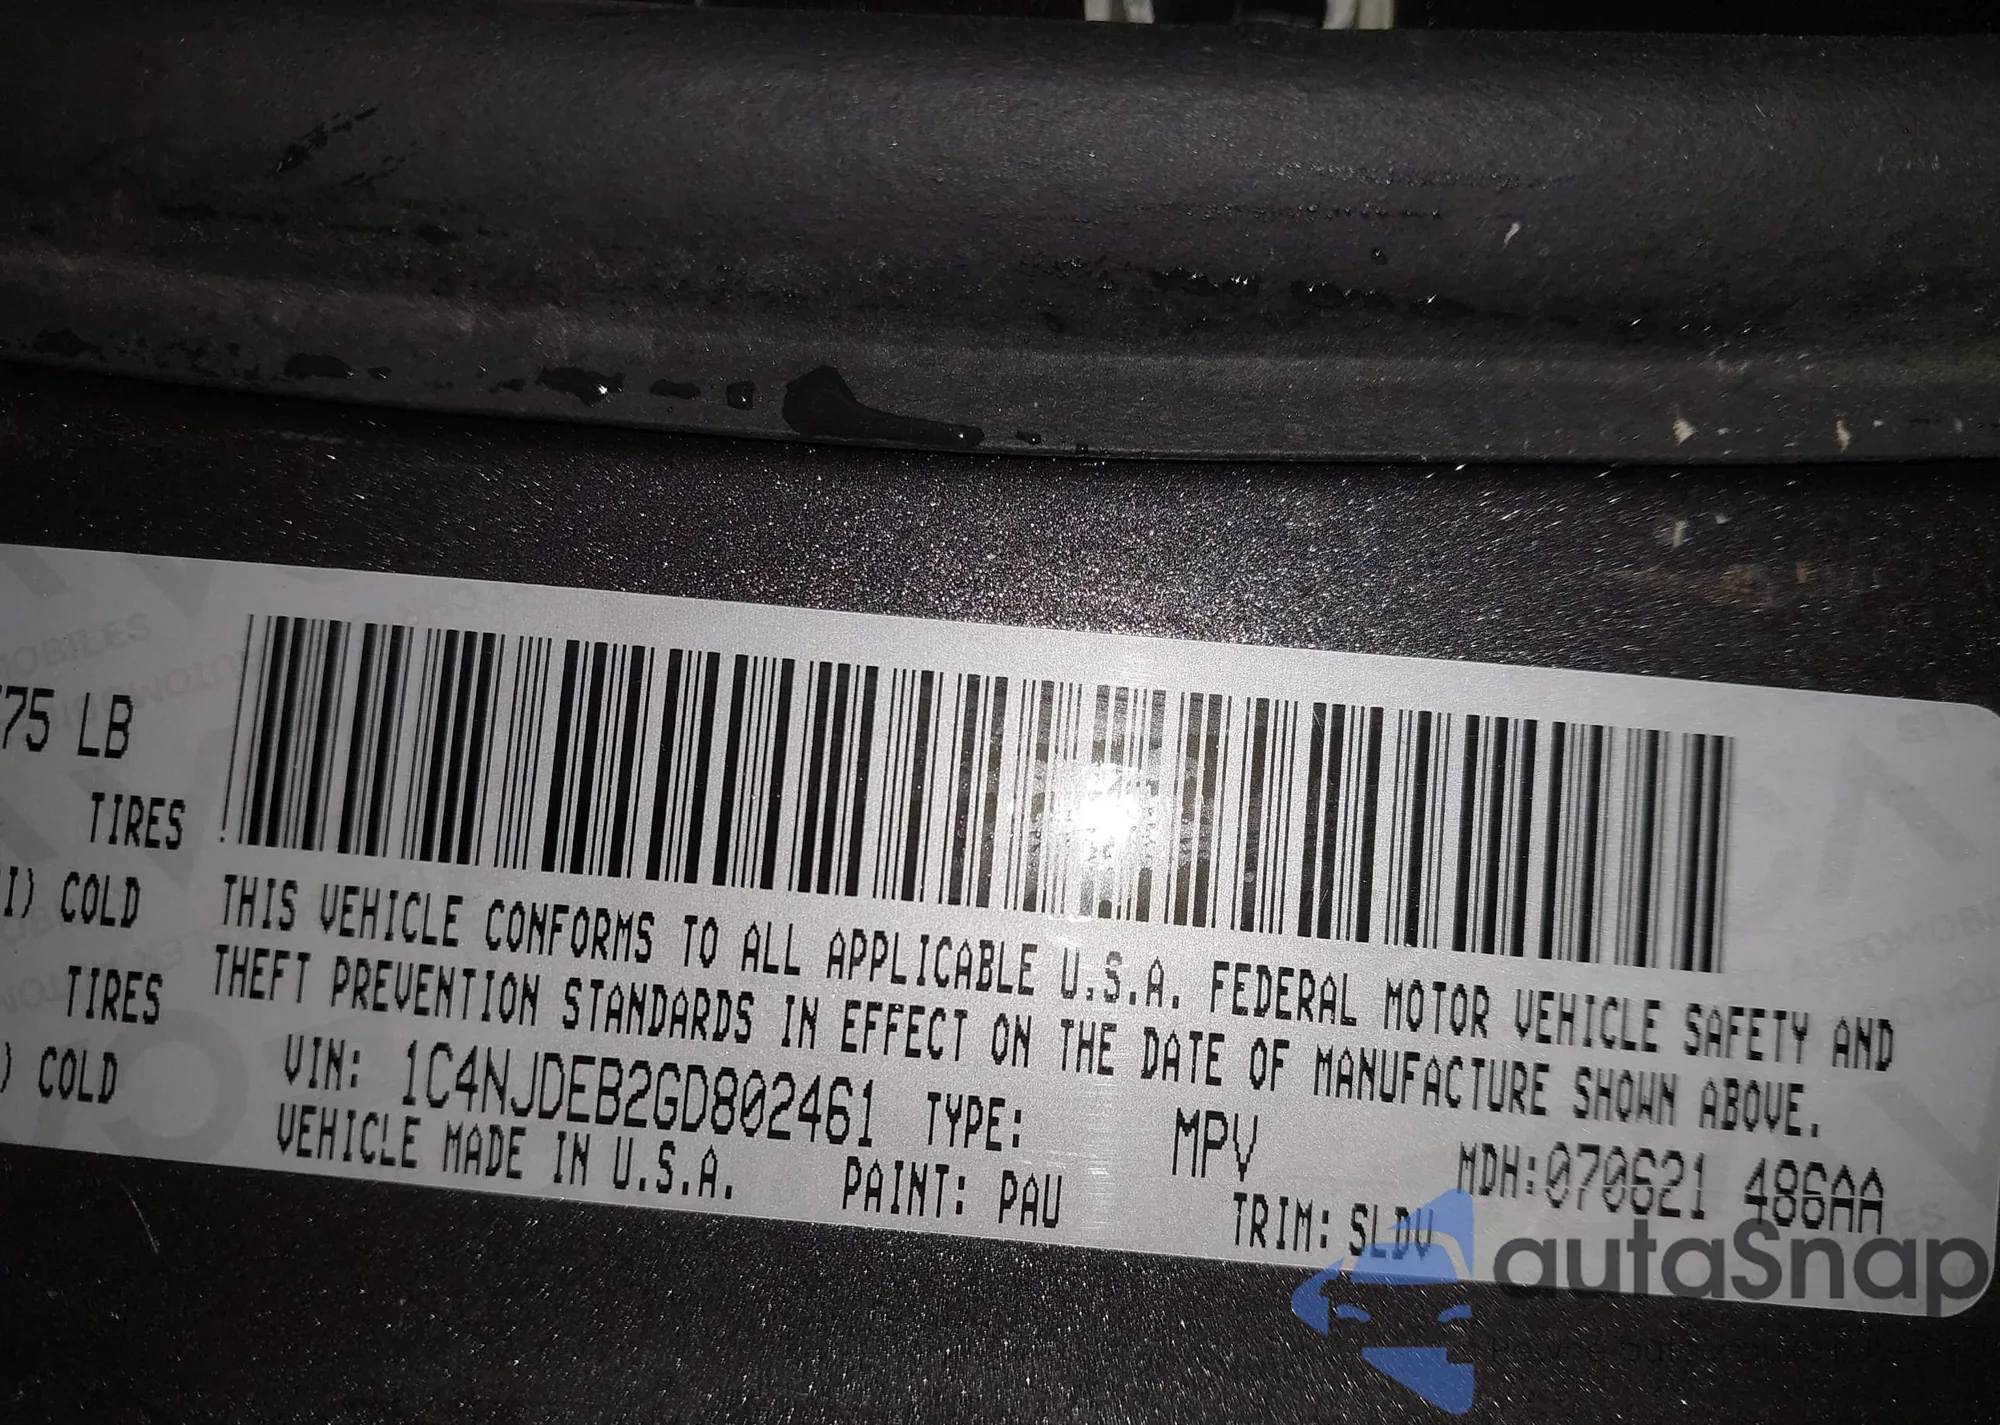 75 LB
TIRES
I) COLD
TIRES
) COLD
THIS VEHICLE CONFORMS TO ALL APPLICABLE U.S.A. FEDERAL MOTOR VEHICLE SAFETY AND
THEFT PREVENTION STANDARDS IN EFFECT ON THE DATE OF MANUFACTURE SHOWN ABOVE.
VIN: 1C4NJDEB2GD802461 TYPE: MPV MDH:070621 486AA
VEHICLE MADE IN U.S.A. PAINT: PAU TRIM: SLDV
autaSnap